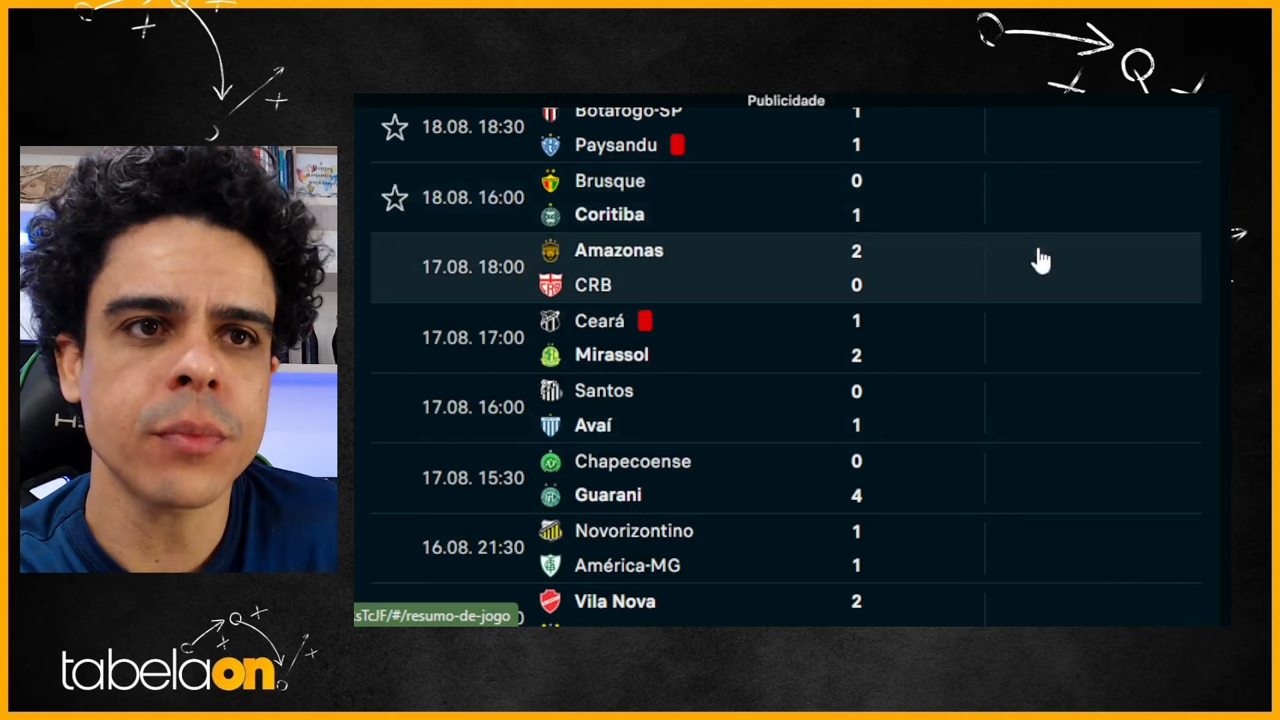 Publicidade
18.08. 18:30 Botafogo-SP 1
Paysandu 1
18.08. 16:00 Brusque 0
Coritiba 1
17.08. 18:00 Amazonas 2
CRB 0
17.08. 17:00 Ceará 1
Mirassol 2
17.08. 16:00 Santos 0
Avaí 1
17.08. 15:30 Chapecoense 0
Guarani 4
16.08. 21:30 Novorizontino 1
América-MG 1
Vila Nova 2
sTcJF/#/resumo-de-jogo
tabelaon